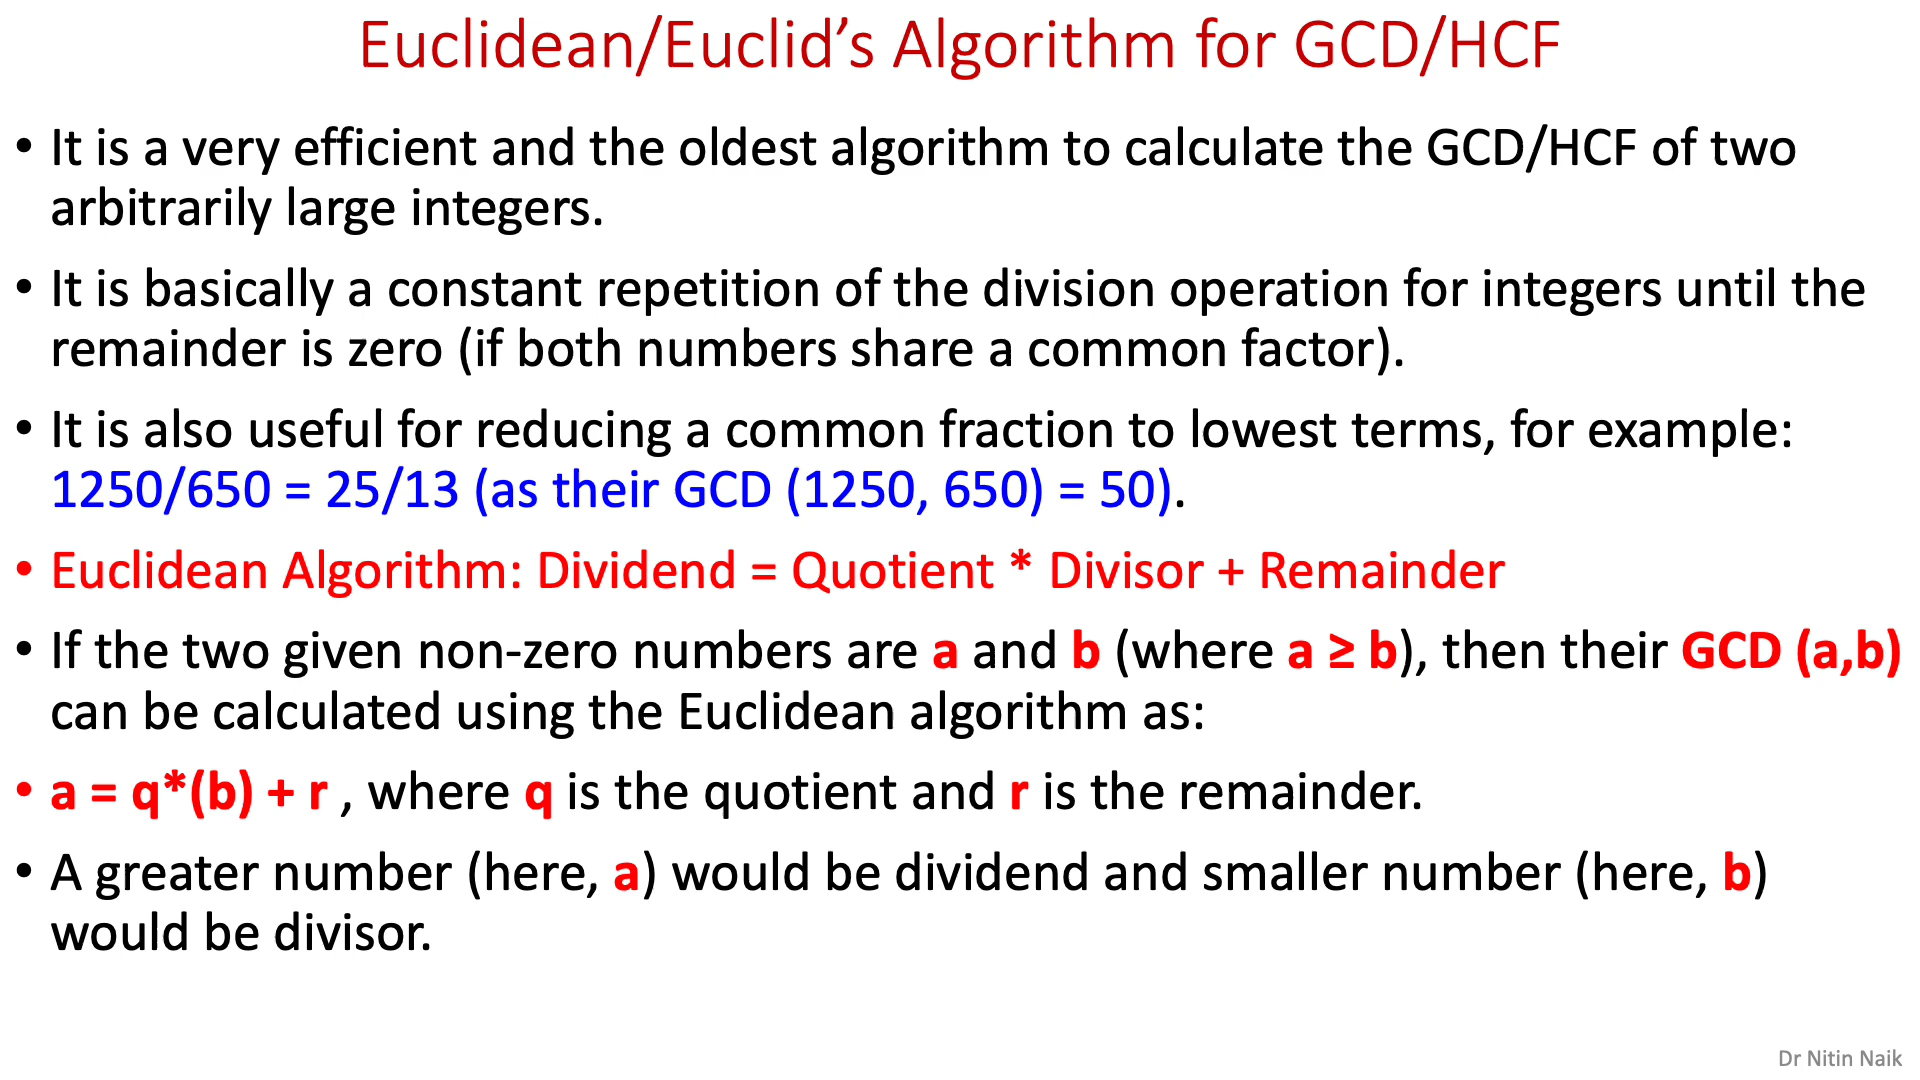 Euclidean/Euclid’s Algorithm for GCD/HCF
• It is a very efficient and the oldest algorithm to calculate the GCD/HCF of two
arbitrarily large integers.
• It is basically a constant repetition of the division operation for integers until the
remainder is zero (if both numbers share a common factor).
• It is also useful for reducing a common fraction to lowest terms, for example:
1250/650 = 25/13 (as their GCD (1250, 650) = 50).
• Euclidean Algorithm: Dividend = Quotient * Divisor + Remainder
• If the two given non-zero numbers are a and b (where a ≥ b), then their GCD (a,b)
can be calculated using the Euclidean algorithm as:
• a = q*(b) + r , where q is the quotient and r is the remainder.
• A greater number (here, a) would be dividend and smaller number (here, b)
would be divisor.
Dr Nitin Naik